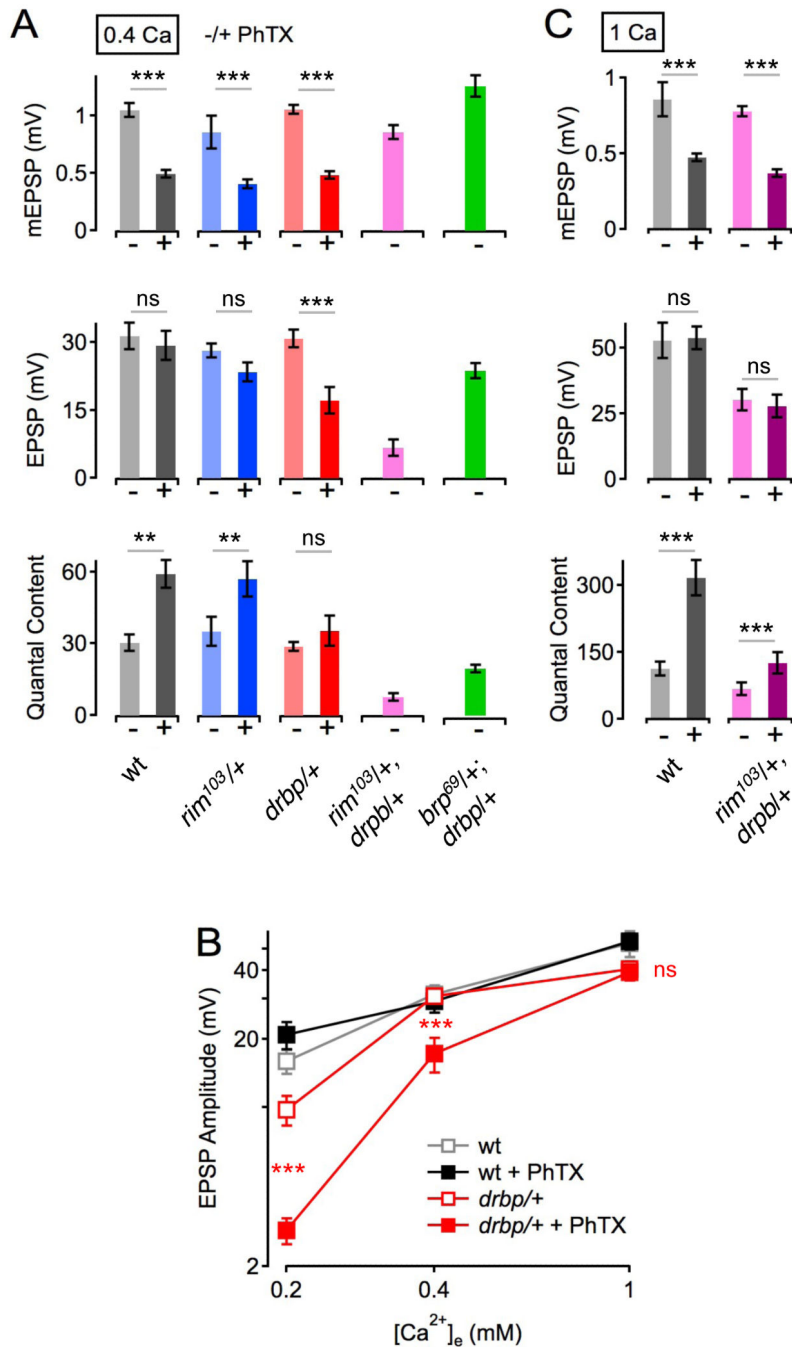 A
0.4 Ca -/+ PhTX
*** *** ***
mEPSP (mV)
1
0.5
0
- + - + - + - -
ns ns ***
EPSP (mV)
30
15
0
- + - + - + - -
** ** ns
Quantal Content
60
30
0
- + - + - + - -
wt
rim103/+
drbp/+
rim103/+,
drpb/+
brp69/+;
drbp/+
C
1 Ca
*** ***
mEPSP (mV)
1
0.5
0
- + - +
ns ns
EPSP (mV)
50
25
0
- + - +
*** ***
Quantal Content
300
150
0
- + - +
wt
rim103/+,
drpb/+
B
EPSP Amplitude (mV)
40
20
2
***
***
ns
wt
wt + PhTX
drbp/+
drbp/+ + PhTX
0.2 0.4 1
[Ca2+]e (mM)